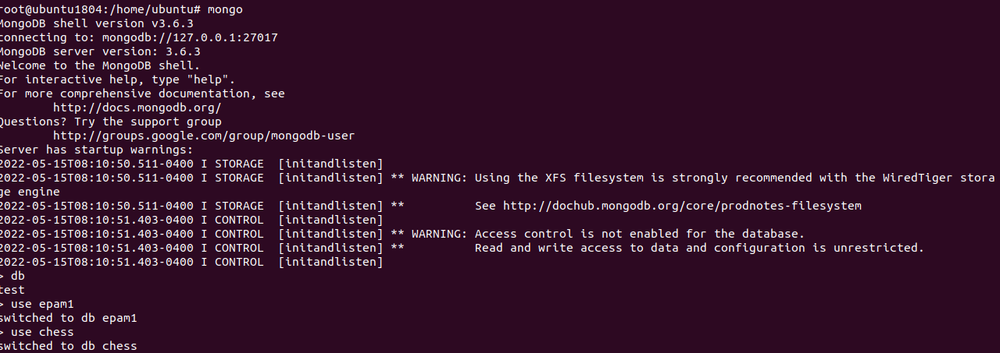 root@ubuntu1804:/home/ubuntu# mongo
MongoDB shell version v3.6.3
connecting to: mongodb://127.0.0.1:27017
MongoDB server version: 3.6.3
Welcome to the MongoDB shell.
For interactive help, type "help".
For more comprehensive documentation, see
        http://docs.mongodb.org/
Questions? Try the support group
        http://groups.google.com/group/mongodb-user
Server has startup warnings:
2022-05-15T08:10:50.511-0400 I STORAGE  [initandlisten]
2022-05-15T08:10:50.511-0400 I STORAGE  [initandlisten] ** WARNING: Using the XFS filesystem is strongly recommended with the WiredTiger stora
ge engine
2022-05-15T08:10:50.511-0400 I STORAGE  [initandlisten] **          See http://dochub.mongodb.org/core/prodnotes-filesystem
2022-05-15T08:10:51.403-0400 I CONTROL  [initandlisten]
2022-05-15T08:10:51.403-0400 I CONTROL  [initandlisten] ** WARNING: Access control is not enabled for the database.
2022-05-15T08:10:51.403-0400 I CONTROL  [initandlisten] **          Read and write access to data and configuration is unrestricted.
2022-05-15T08:10:51.403-0400 I CONTROL  [initandlisten]
> db
test
> use epam1
switched to db epam1
> use chess
switched to db chess